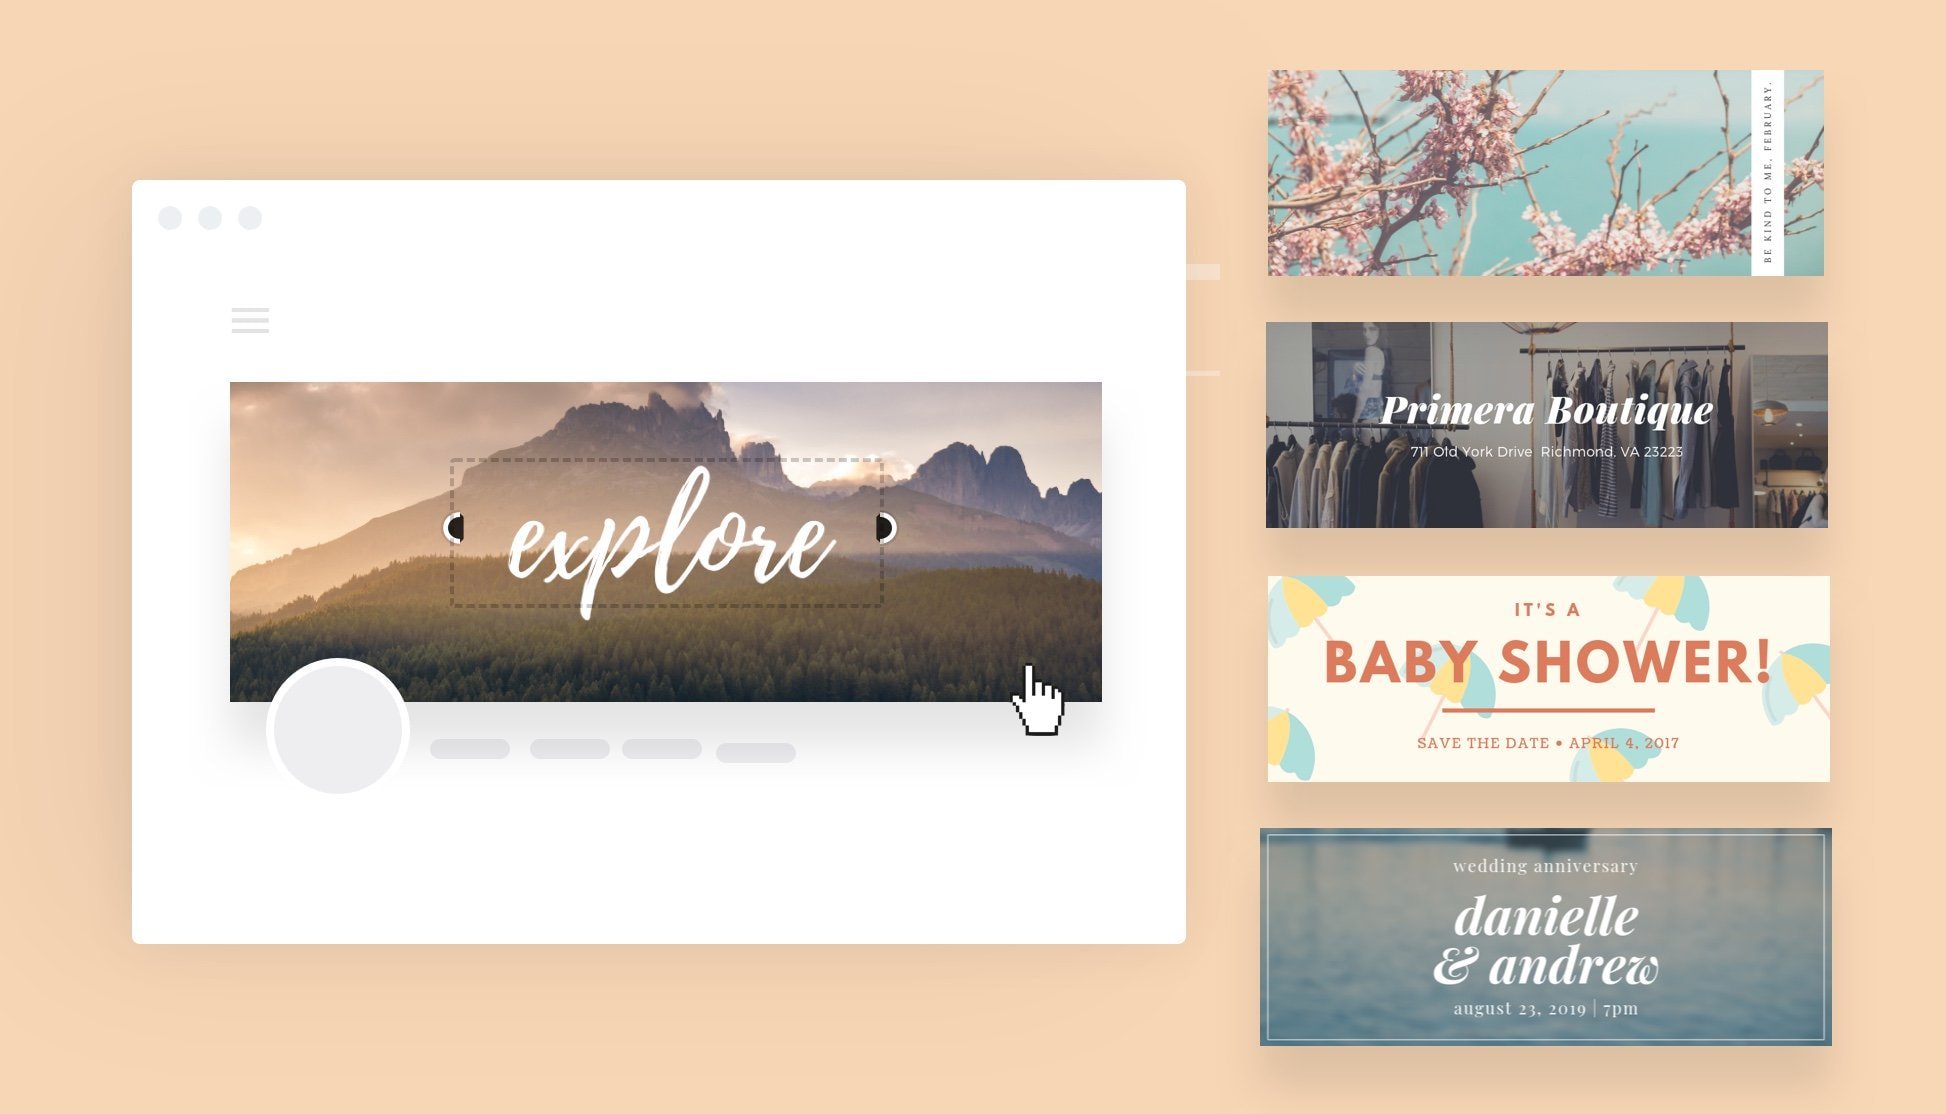 explore
BE KIND TO ME, FEBRUARY.
Primera Boutique
711 Old York Drive Richmond, VA 23223
IT'S A
BABY SHOWER!
SAVE THE DATE • APRIL 4, 2017
wedding anniversary
danielle
& andrew
august 23, 2019 | 7pm